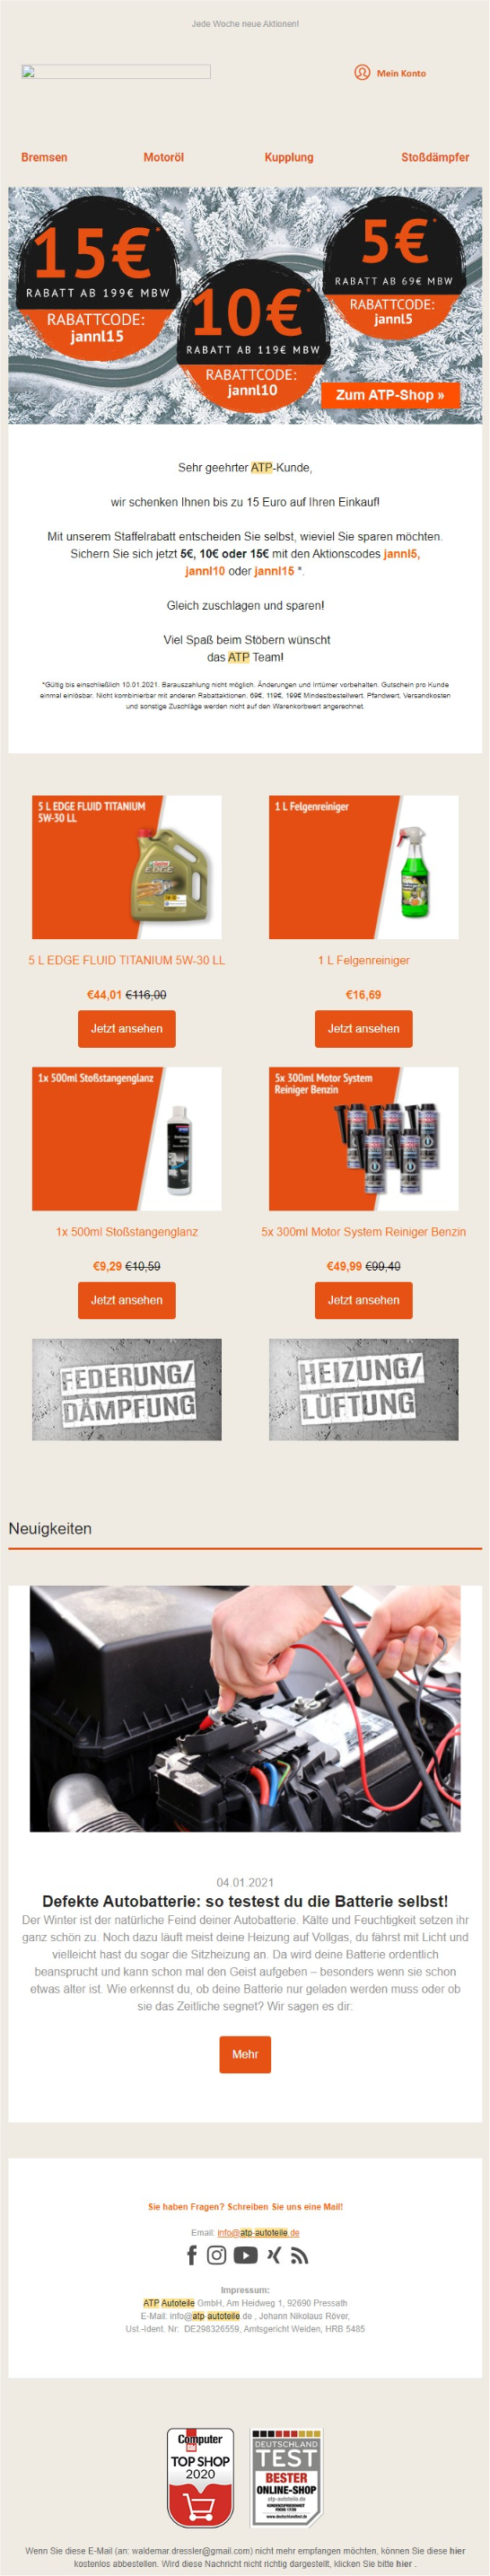 Jede Woche neue Aktionen!
Mein Konto
Bremsen Motoröl Kupplung Stoßdämpfer
15€*
RABATT AB 199€ MBW
RABATTCODE:
jannl15
10€*
RABATT AB 119€ MBW
RABATTCODE:
jannl10
5€*
RABATT AB 69€ MBW
RABATTCODE:
jannl5
Zum ATP-Shop »
Sehr geehrter ATP-Kunde,
wir schenken Ihnen bis zu 15 Euro auf Ihren Einkauf!
Mit unserem Staffelrabatt entscheiden Sie selbst, wieviel Sie sparen möchten.
Sichern Sie sich jetzt 5€, 10€ oder 15€ mit den Aktionscodes jannl5,
jannl10 oder jannl15 *.
Gleich zuschlagen und sparen!
Viel Spaß beim Stöbern wünscht
das ATP Team!
*Gültig bis einschließlich 10.01.2021. Barauszahlung nicht möglich. Änderungen und Irrtümer vorbehalten. Gutschein pro Kunde
einmal einlösbar. Nicht kombinierbar mit anderen Rabattaktionen. 69€, 119€, 199€ Mindestbestellwert. Pfandwert, Versandkosten
und sonstige Zuschläge werden nicht auf den Warenkorbwert angerechnet.
5 L EDGE FLUID TITANIUM
5W-30 LL
EDGE
5 L EDGE FLUID TITANIUM 5W-30 LL
€44,01 €116,00
Jetzt ansehen
1 L Felgenreiniger
1 L Felgenreiniger
€16,69
Jetzt ansehen
1x 500ml Stoßstangenglanz
1x 500ml Stoßstangenglanz
€9,29 €10,59
Jetzt ansehen
5x 300ml Motor System
Reiniger Benzin
5x 300ml Motor System Reiniger Benzin
€49,99 €99,40
Jetzt ansehen
FEDERUNG/
DÄMPFUNG
HEIZUNG/
LÜFTUNG
Neuigkeiten
04.01.2021
Defekte Autobatterie: so testest du die Batterie selbst!
Der Winter ist der natürliche Feind deiner Autobatterie. Kälte und Feuchtigkeit setzen ihr
ganz schön zu. Noch dazu läuft meist deine Heizung auf Vollgas, du fährst mit Licht und
vielleicht hast du sogar die Sitzheizung an. Da wird deine Batterie ordentlich
beansprucht und kann schon mal den Geist aufgeben – besonders wenn sie schon
etwas älter ist. Wie erkennst du, ob deine Batterie nur geladen werden muss oder ob
sie das Zeitliche segnet? Wir sagen es dir:
Mehr
Sie haben Fragen? Schreiben Sie uns eine Mail!
Email: info@atp-autoteile.de
Impressum:
ATP Autoteile GmbH, Am Heidweg 1, 92690 Pressath
E-Mail: info@atp-autoteile.de , Johann Nikolaus Röver,
Ust.-Ident. Nr: DE298326559, Amtsgericht Weiden, HRB 5485
Computer
Bild
TOP SHOP
2020
DEUTSCHLAND
TEST
BESTER
ONLINE-SHOP
atp-autoteile.de
Wenn Sie diese E-Mail (an: waldemar.dressler@gmail.com) nicht mehr empfangen möchten, können Sie diese hier
kostenlos abbestellen. Wird diese Nachricht nicht richtig dargestellt, klicken Sie bitte hier .